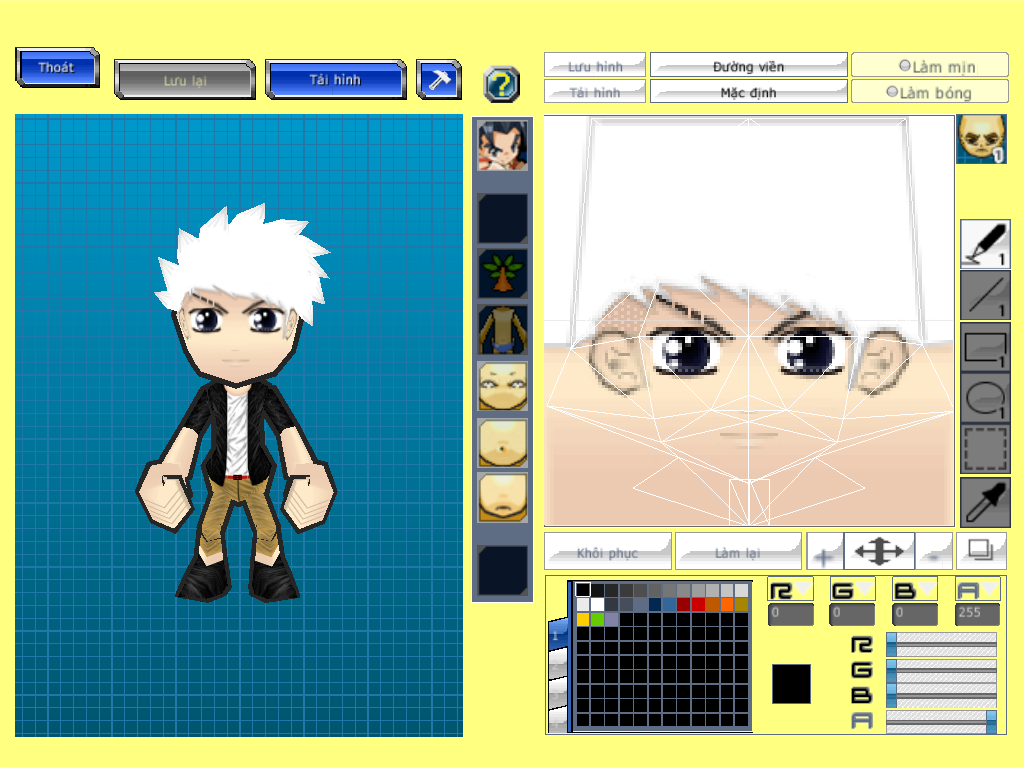 Thoát
Lưu lại
Tải hình
?
Lưu hình
Đường viền
Làm mịn
Tải hình
Mặc định
Làm bóng
1
1
1
1
1
Khôi phục
Làm lại
+
-
R G B A
0 0 0 255
1
R
G
B
A